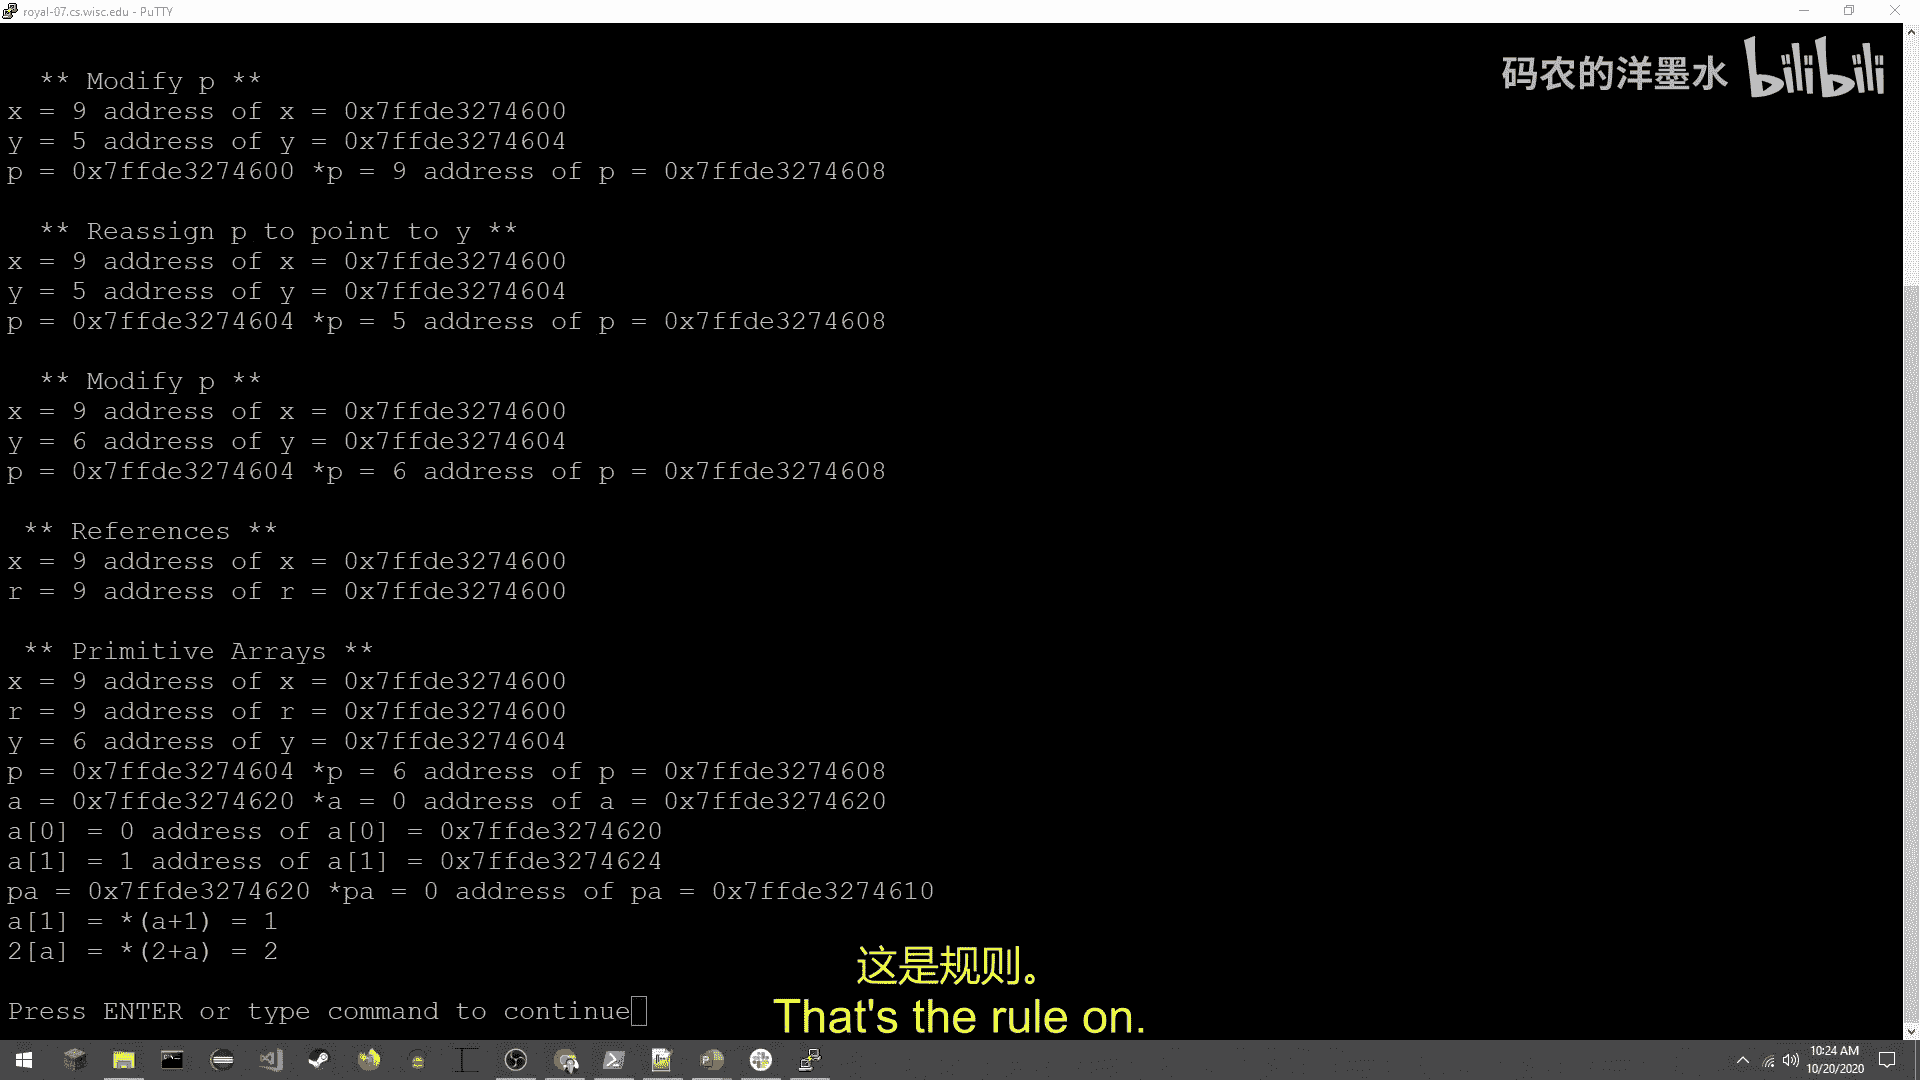 royal-07.cs.wisc.edu - PuTTY
码农的洋墨水 bilibili
** Modify p **
x = 9 address of x = 0x7ffde3274600
y = 5 address of y = 0x7ffde3274604
p = 0x7ffde3274600 *p = 9 address of p = 0x7ffde3274608
** Reassign p to point to y **
x = 9 address of x = 0x7ffde3274600
y = 5 address of y = 0x7ffde3274604
p = 0x7ffde3274604 *p = 5 address of p = 0x7ffde3274608
** Modify p **
x = 9 address of x = 0x7ffde3274600
y = 6 address of y = 0x7ffde3274604
p = 0x7ffde3274604 *p = 6 address of p = 0x7ffde3274608
** References **
x = 9 address of x = 0x7ffde3274600
r = 9 address of r = 0x7ffde3274600
** Primitive Arrays **
x = 9 address of x = 0x7ffde3274600
r = 9 address of r = 0x7ffde3274600
y = 6 address of y = 0x7ffde3274604
p = 0x7ffde3274604 *p = 6 address of p = 0x7ffde3274608
a = 0x7ffde3274620 *a = 0 address of a = 0x7ffde3274620
a[0] = 0 address of a[0] = 0x7ffde3274620
a[1] = 1 address of a[1] = 0x7ffde3274624
pa = 0x7ffde3274620 *pa = 0 address of pa = 0x7ffde3274610
a[1] = *(a+1) = 1
2[a] = *(2+a) = 2
Press ENTER or type command to continue
这是规则。
That's the rule on.
10:24 AM
10/20/2020